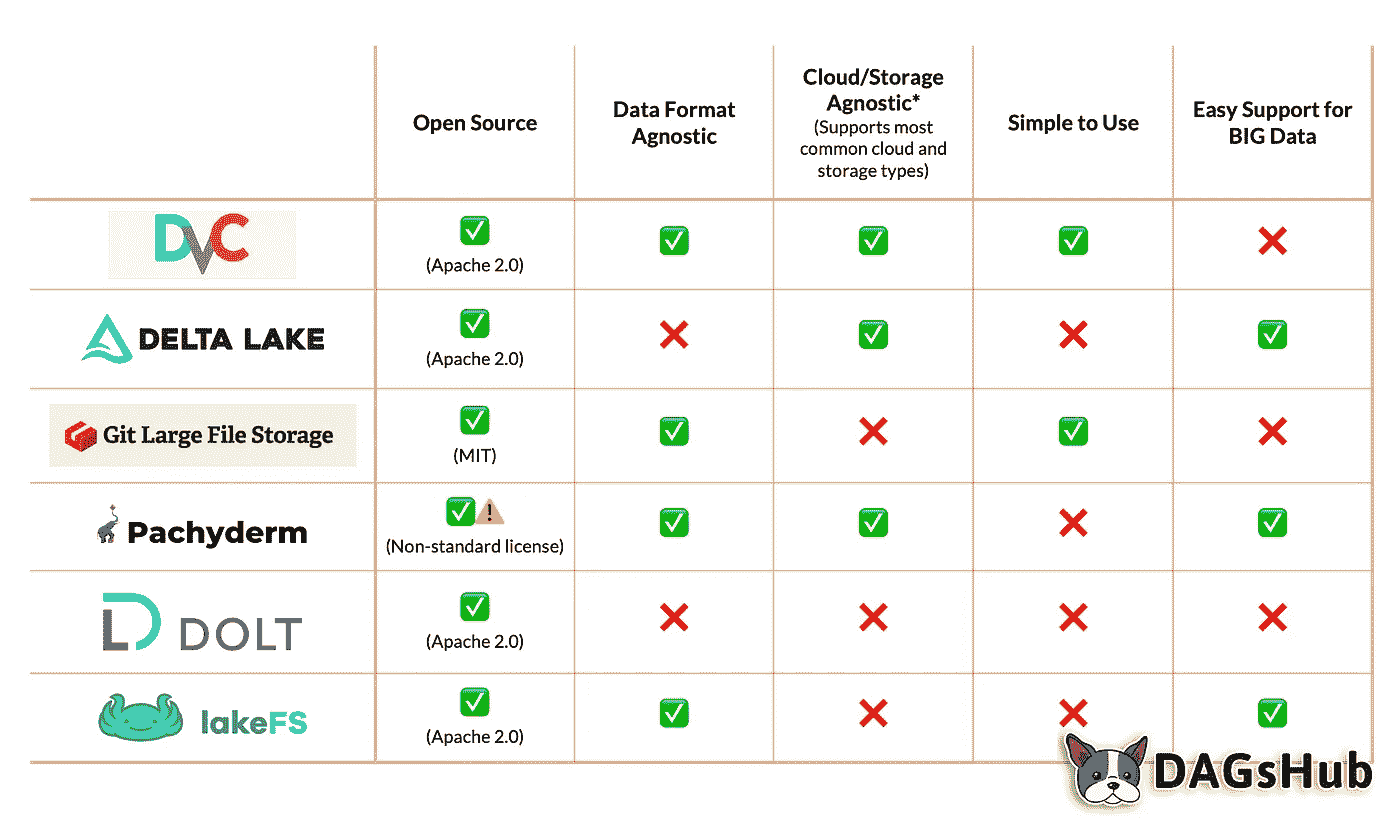 Open Source
Data Format
Agnostic
Cloud/Storage
Agnostic*
(Supports most
common cloud and
storage types)
Simple to Use
Easy Support for
BIG Data
DVC
(Apache 2.0)
DELTA LAKE
(Apache 2.0)
Git Large File Storage
(MIT)
Pachyderm
(Non-standard license)
DOLT
(Apache 2.0)
lakeFS
(Apache 2.0)
DAGsHub